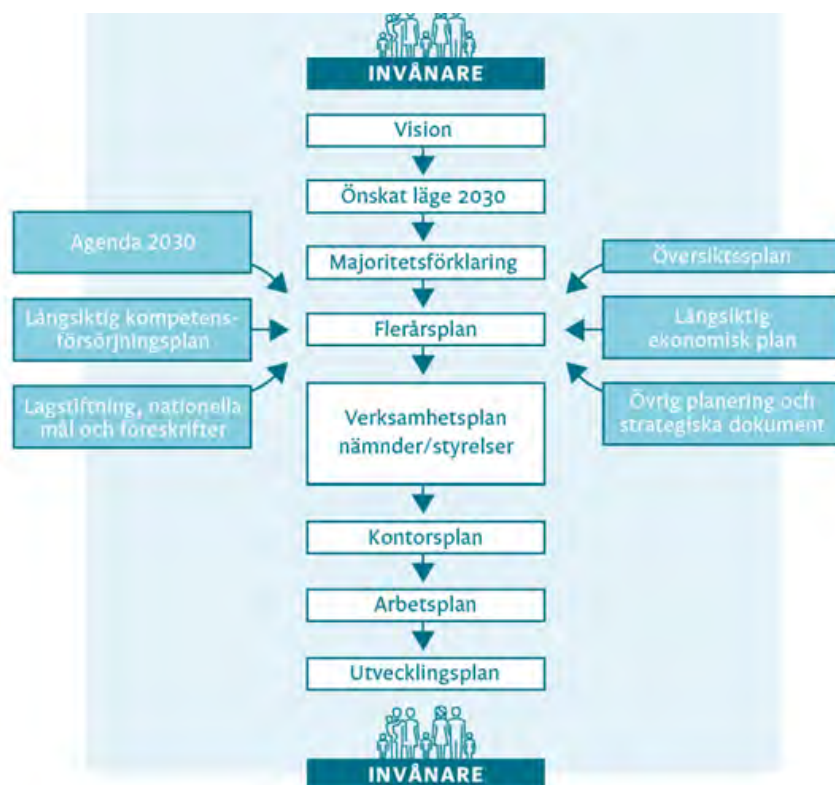 INVÅNARE
Vision
Önskat läge 2030
Agenda 2030
Majoritetsförklaring
Översiktssplan
Långsiktig kompetens-
försörjningsplan
Flerårsplan
Långsiktig
ekonomisk plan
Lagstiftning, nationella
mål och föreskrifter
Verksamhetsplan
nämnder/styrelser
Övrig planering och
strategiska dokument
Kontorsplan
Arbetsplan
Utvecklingsplan
INVÅNARE